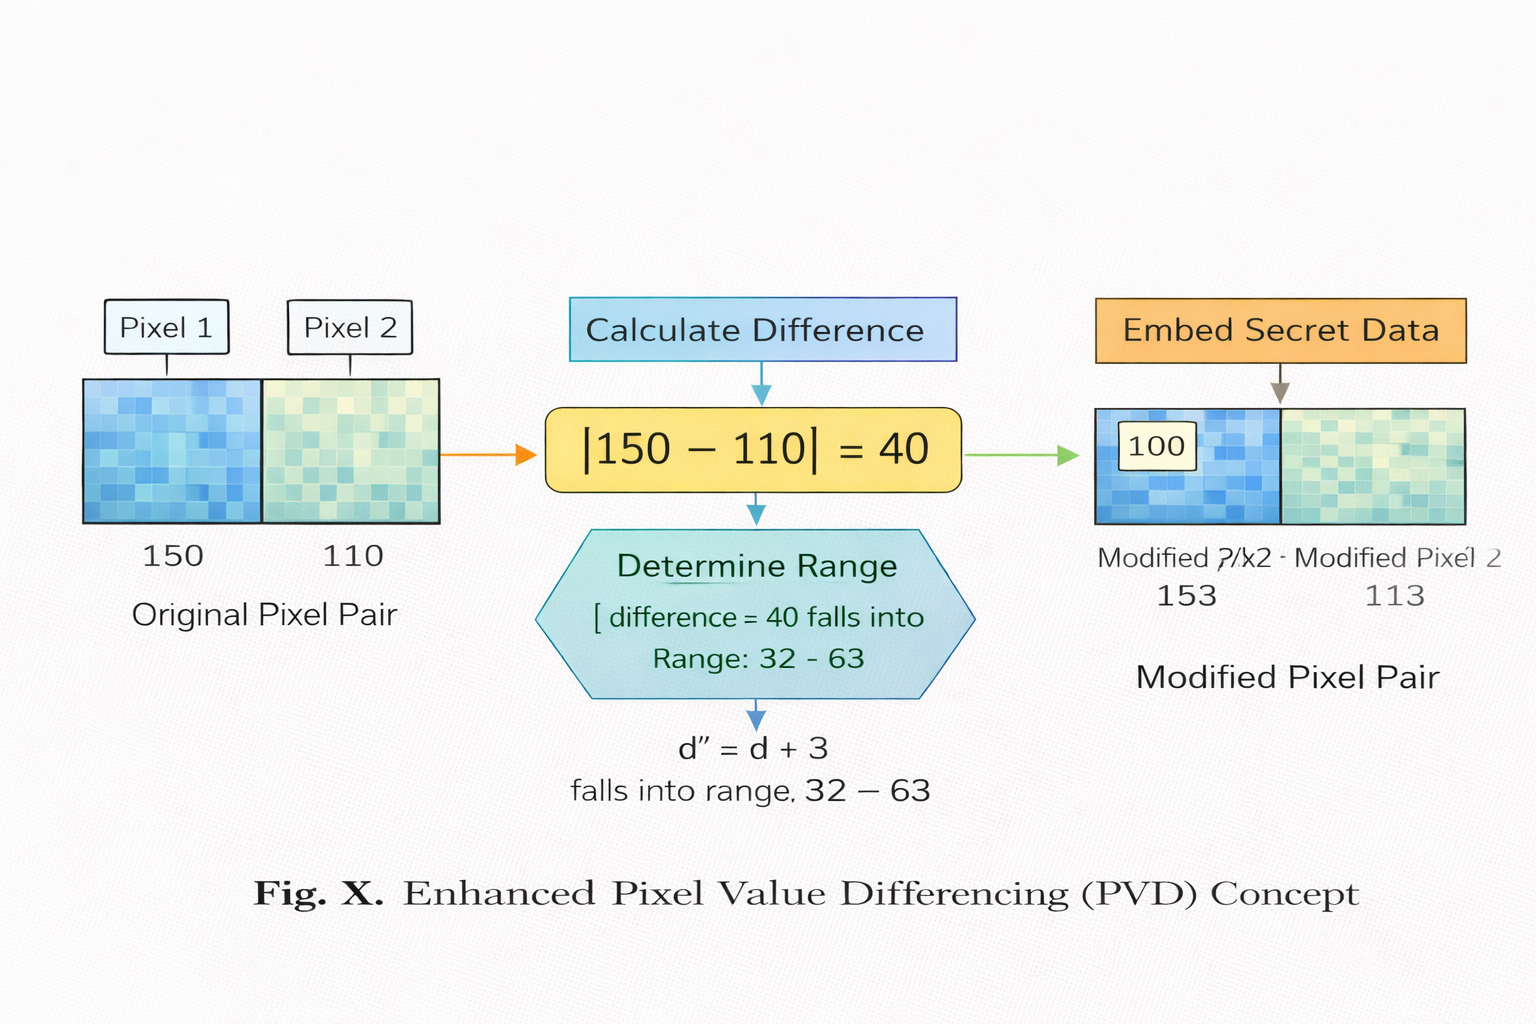 Pixel 1
Pixel 2
150
110
Original Pixel Pair
Calculate Difference
|150 – 110| = 40
Determine Range
[ difference = 40 falls into
Range: 32 - 63
d″ = d + 3
falls into range, 32 – 63
Embed Secret Data
100
Modified - Modified Pixel 2
153
113
Modified Pixel Pair
Fig. X. Enhanced Pixel Value Differencing (PVD) Concept